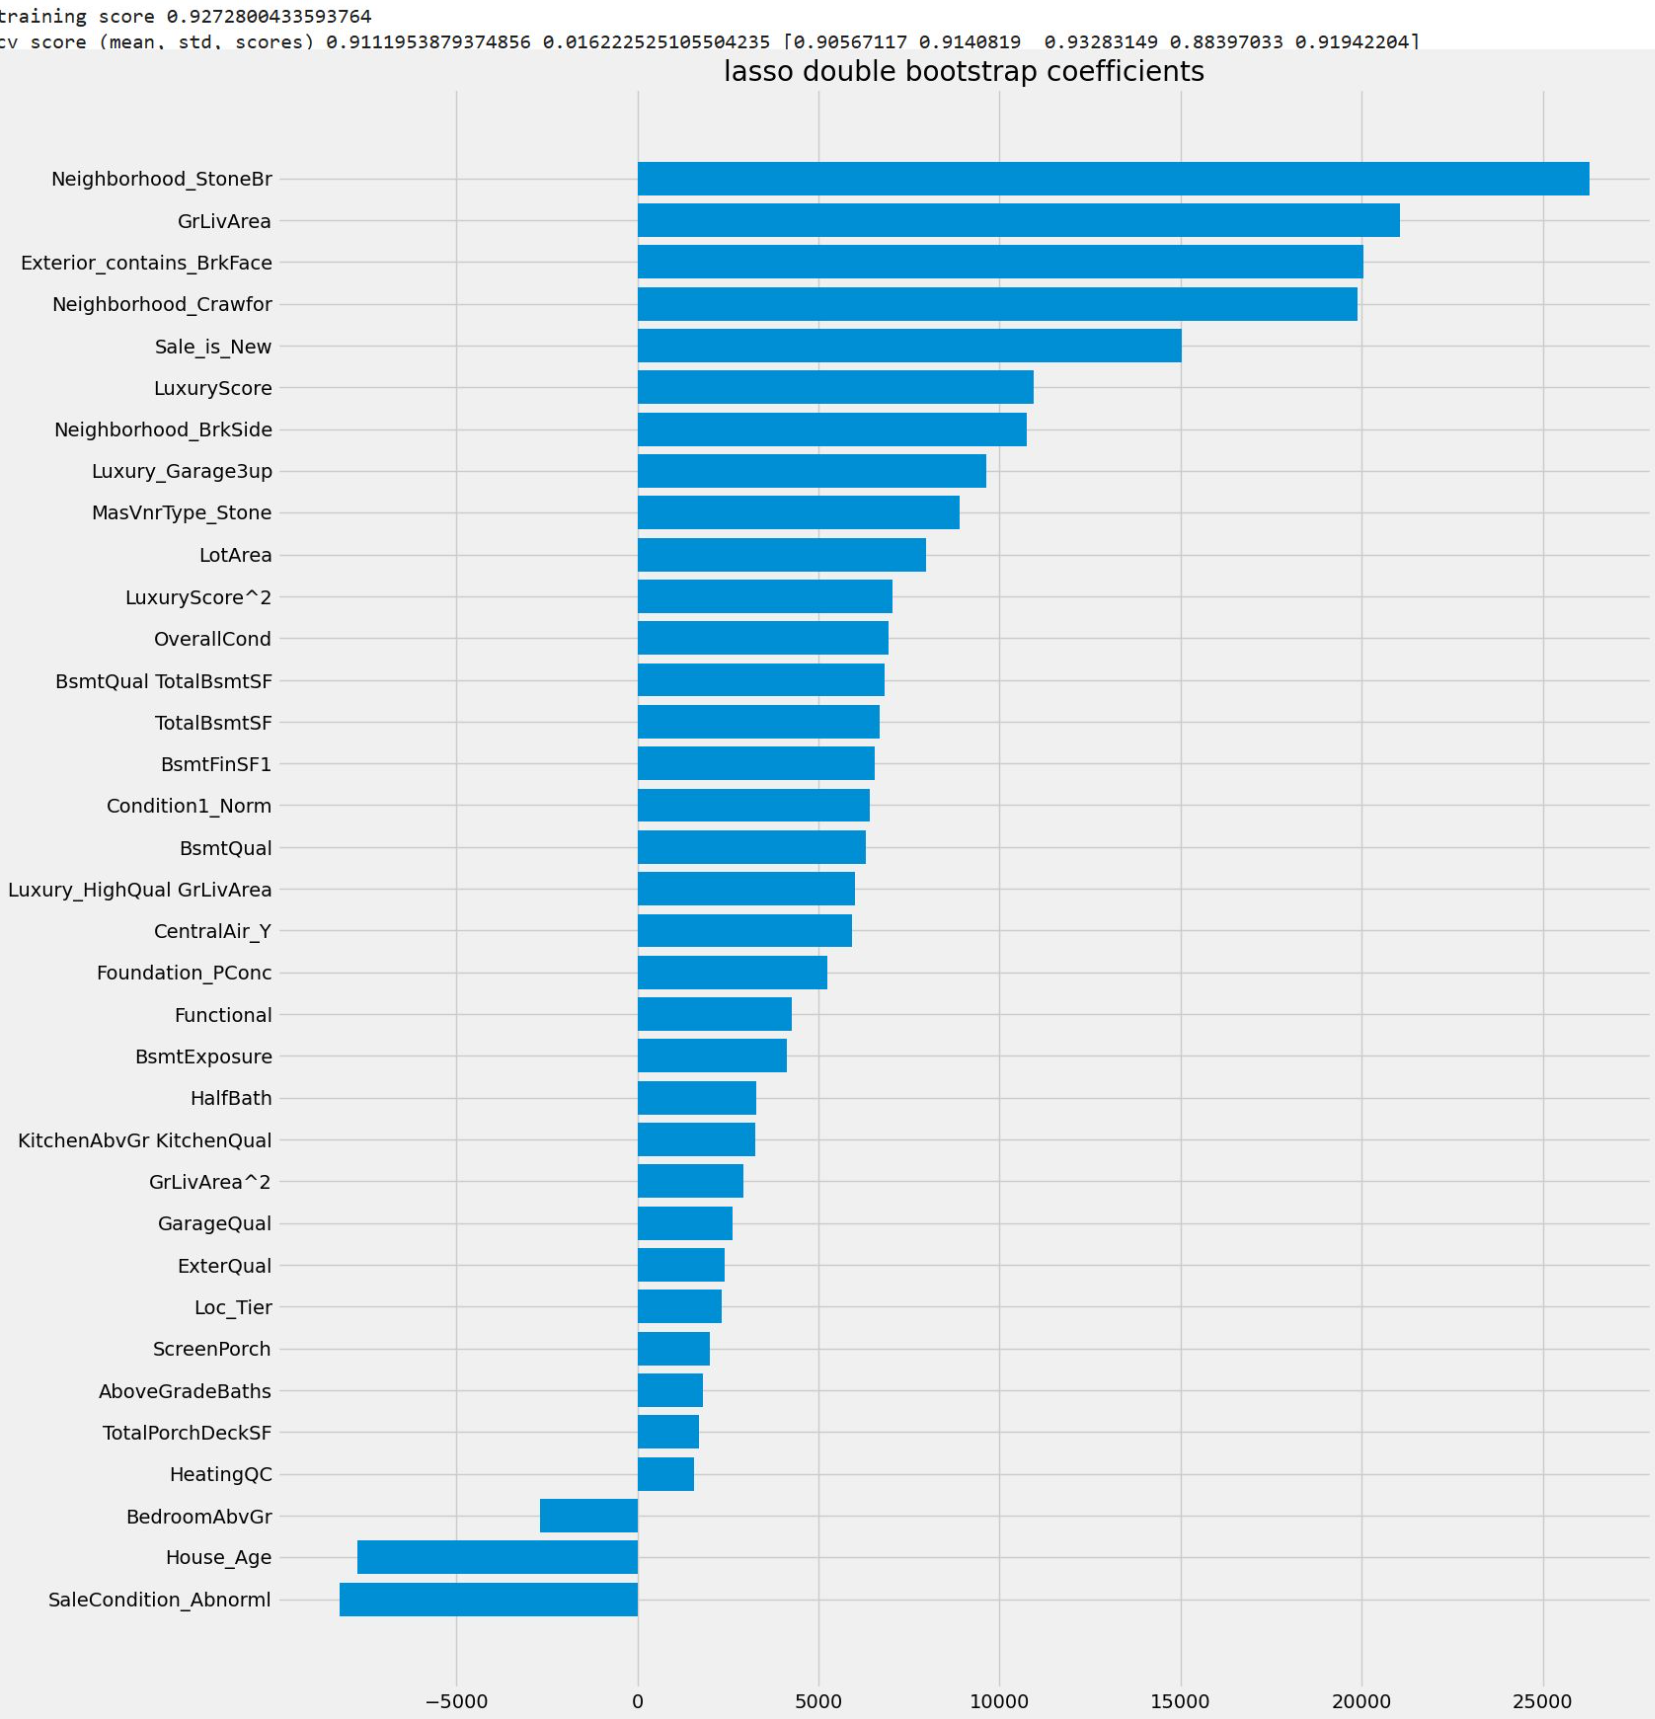 training score 0.9272800433593764
cv score (mean, std, scores) 0.9111953879374856 0.016222525105504235 [0.90567117 0.9140819  0.93283149 0.88397033 0.91942204]
lasso double bootstrap coefficients
Neighborhood_StoneBr
GrLivArea
Exterior_contains_BrkFace
Neighborhood_Crawfor
Sale_is_New
LuxuryScore
Neighborhood_BrkSide
Luxury_Garage3up
MasVnrType_Stone
LotArea
LuxuryScore^2
OverallCond
BsmtQual TotalBsmtSF
TotalBsmtSF
BsmtFinSF1
Condition1_Norm
BsmtQual
Luxury_HighQual GrLivArea
CentralAir_Y
Foundation_PConc
Functional
BsmtExposure
HalfBath
KitchenAbvGr KitchenQual
GrLivArea^2
GarageQual
ExterQual
Loc_Tier
ScreenPorch
AboveGradeBaths
TotalPorchDeckSF
HeatingQC
BedroomAbvGr
House_Age
SaleCondition_Abnorml
−5000 0 5000 10000 15000 20000 25000